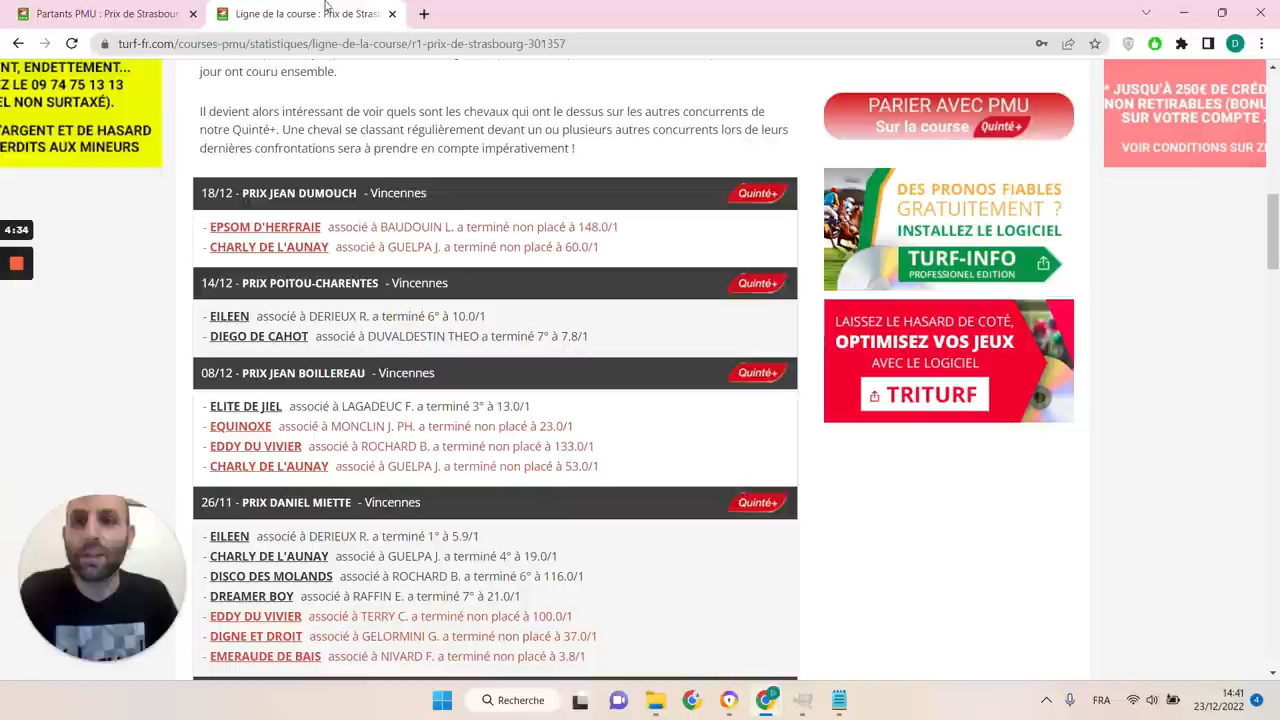 Partants PMU : Prix de Strasbour
Ligne de la course : Prix de Stras
turf-fr.com/courses-pmu/statistiques/ligne-de-la-course/r1-prix-de-strasbourg-301357
D
NT, ENDETTEMENT...
Z LE 09 74 75 13 13
EL NON SURTAXÉ).
'ARGENT ET DE HASARD
ERDITS AUX MINEURS
4:34
jour ont couru ensemble.
Il devient alors intéressant de voir quels sont les chevaux qui ont le dessus sur les autres concurrents de
notre Quinté+. Une cheval se classant régulièrement devant un ou plusieurs autres concurrents lors de leurs
dernières confrontations sera à prendre en compte impérativement !
18/12 - PRIX JEAN DUMOUCH - Vincennes Quinté+
- EPSOM D'HERFRAIE associé à BAUDOUIN L. a terminé non placé à 148.0/1
- CHARLY DE L'AUNAY associé à GUELPA J. a terminé non placé à 60.0/1
14/12 - PRIX POITOU-CHARENTES - Vincennes Quinté+
- EILEEN associé à DERIEUX R. a terminé 6° à 10.0/1
- DIEGO DE CAHOT associé à DUVALDESTIN THEO a terminé 7° à 7.8/1
08/12 - PRIX JEAN BOILLEREAU - Vincennes Quinté+
- ELITE DE JIEL associé à LAGADEUC F. a terminé 3° à 13.0/1
- EQUINOXE associé à MONCLIN J. PH. a terminé non placé à 23.0/1
- EDDY DU VIVIER associé à ROCHARD B. a terminé non placé à 133.0/1
- CHARLY DE L'AUNAY associé à GUELPA J. a terminé non placé à 53.0/1
26/11 - PRIX DANIEL MIETTE - Vincennes Quinté+
- EILEEN associé à DERIEUX R. a terminé 1° à 5.9/1
- CHARLY DE L'AUNAY associé à GUELPA J. a terminé 4° à 19.0/1
- DISCO DES MOLANDS associé à ROCHARD B. a terminé 6° à 116.0/1
- DREAMER BOY associé à RAFFIN E. a terminé 7° à 21.0/1
- EDDY DU VIVIER associé à TERRY C. a terminé non placé à 100.0/1
- DIGNE ET DROIT associé à GELORMINI G. a terminé non placé à 37.0/1
- EMERAUDE DE BAIS associé à NIVARD F. a terminé non placé à 3.8/1
PARIER AVEC PMU
Sur la course Quinté+
DES PRONOS FIABLES
GRATUITEMENT ?
INSTALLEZ LE LOGICIEL
TURF-INFO
PROFESSIONEL EDITION
LAISSEZ LE HASARD DE COTÉ,
OPTIMISEZ VOS JEUX
AVEC LE LOGICIEL
TRITURF
* JUSQU'À 250€ DE CRÉD
NON RETIRABLES (BONU
SUR VOTRE COMPTE
VOIR CONDITIONS SUR Z
Recherche
D
FRA
14:41
23/12/2022
4